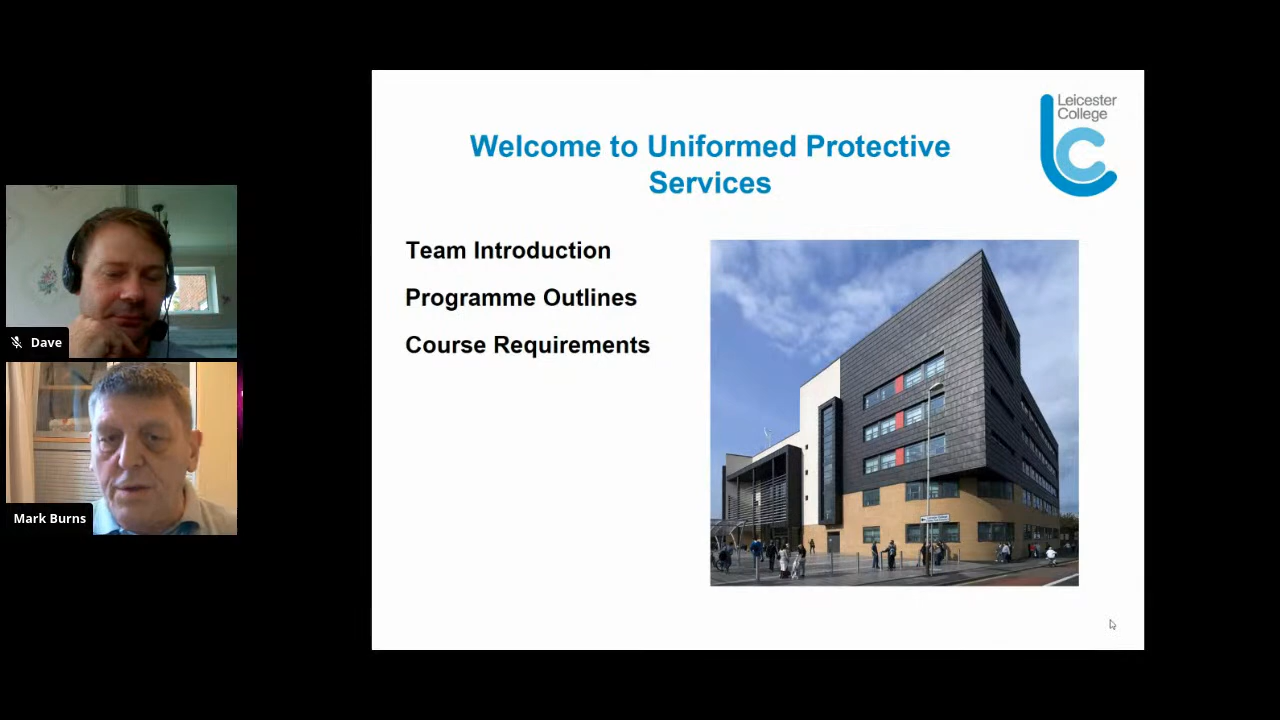 Leicester
College
Welcome to Uniformed Protective
Services
Team Introduction
Programme Outlines
Course Requirements
Dave
Mark Burns